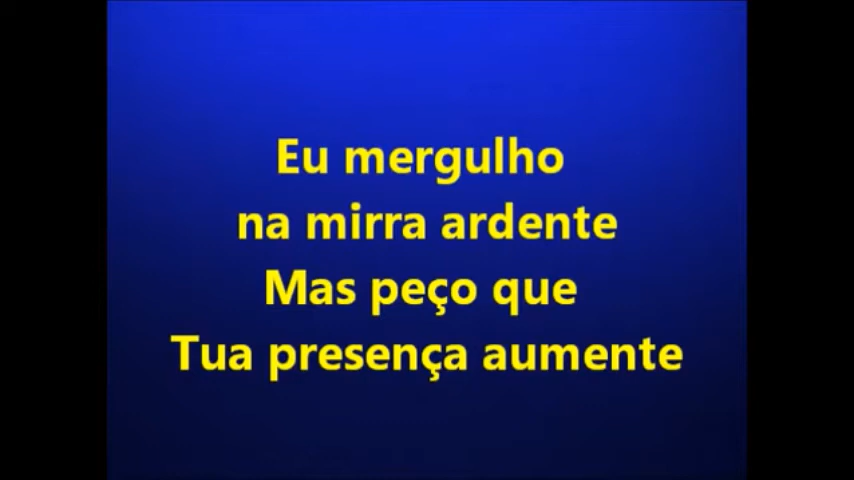 Eu mergulho
na mirra ardente
Mas peço que
Tua presença aumente